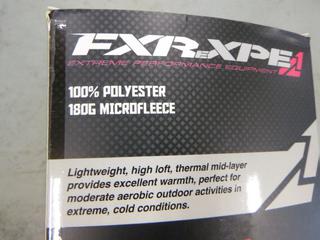 FXR EXPE
EXTREME PERFORMANCE EQUIPMENT
100% POLYESTER
180G MICROFLEECE
Lightweight, high loft, thermal mid-layer
provides excellent warmth, perfect for
moderate aerobic outdoor activities in
extreme, cold conditions.